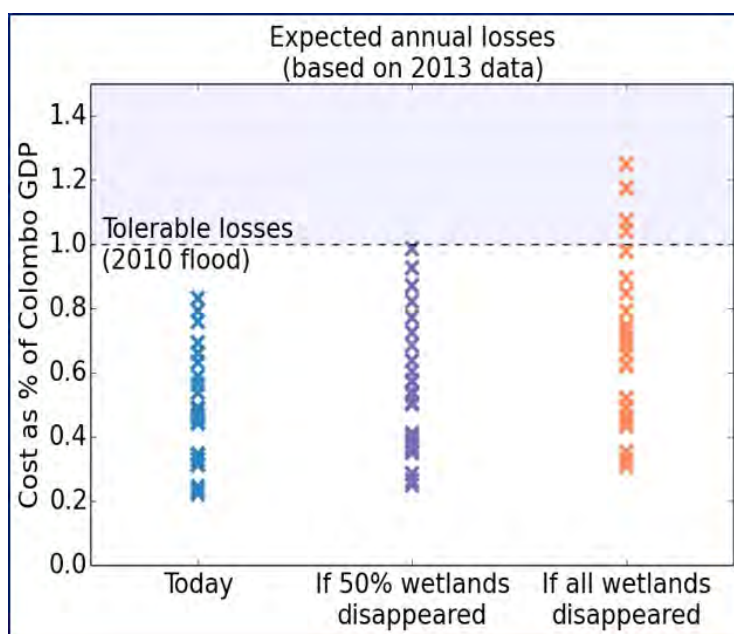 Expected annual losses
(based on 2013 data)
Cost as % of Colombo GDP
1.4
1.2
1.0
0.8
0.6
0.4
0.2
0.0
Tolerable losses
(2010 flood)
Today
If 50% wetlands
disappeared
If all wetlands
disappeared